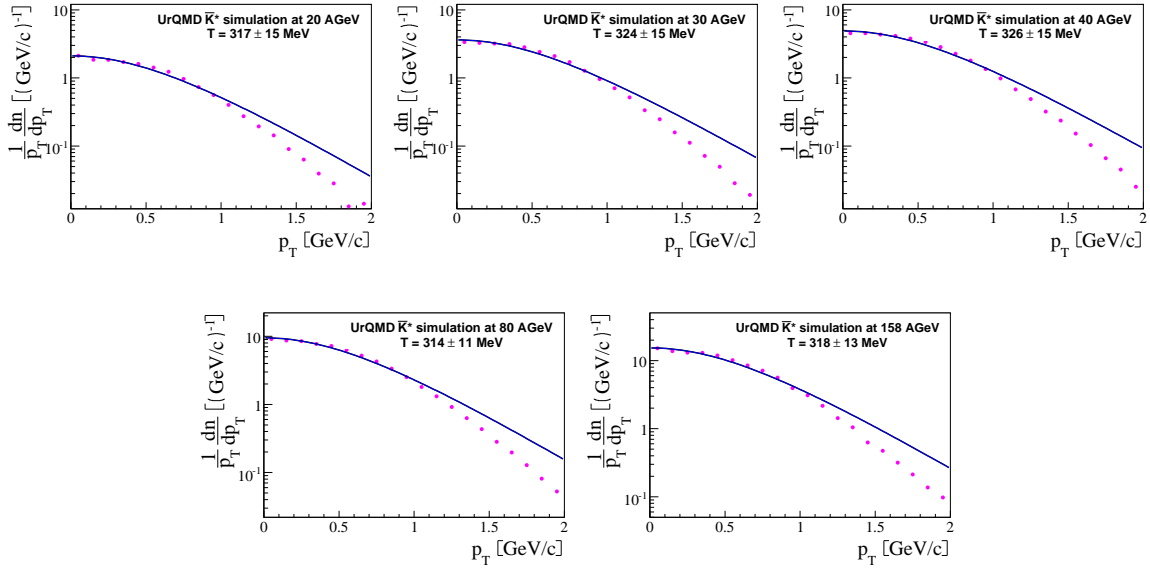 UrQMD K̅* simulation at 20 AGeV
T = 317 ± 15 MeV
1/p_T dn/dp_T [(GeV/c)^-1]
10
1
10^-1
0 0.5 1 1.5 2
p_T [GeV/c]
UrQMD K̅* simulation at 30 AGeV
T = 324 ± 15 MeV
1/p_T dn/dp_T [(GeV/c)^-1]
10
1
10^-1
0 0.5 1 1.5 2
p_T [GeV/c]
UrQMD K̅* simulation at 40 AGeV
T = 326 ± 15 MeV
1/p_T dn/dp_T [(GeV/c)^-1]
10
1
10^-1
0 0.5 1 1.5 2
p_T [GeV/c]
UrQMD K̅* simulation at 80 AGeV
T = 314 ± 11 MeV
1/p_T dn/dp_T [(GeV/c)^-1]
10
1
10^-1
0 0.5 1 1.5 2
p_T [GeV/c]
UrQMD K̅* simulation at 158 AGeV
T = 318 ± 13 MeV
1/p_T dn/dp_T [(GeV/c)^-1]
10
1
10^-1
0 0.5 1 1.5 2
p_T [GeV/c]